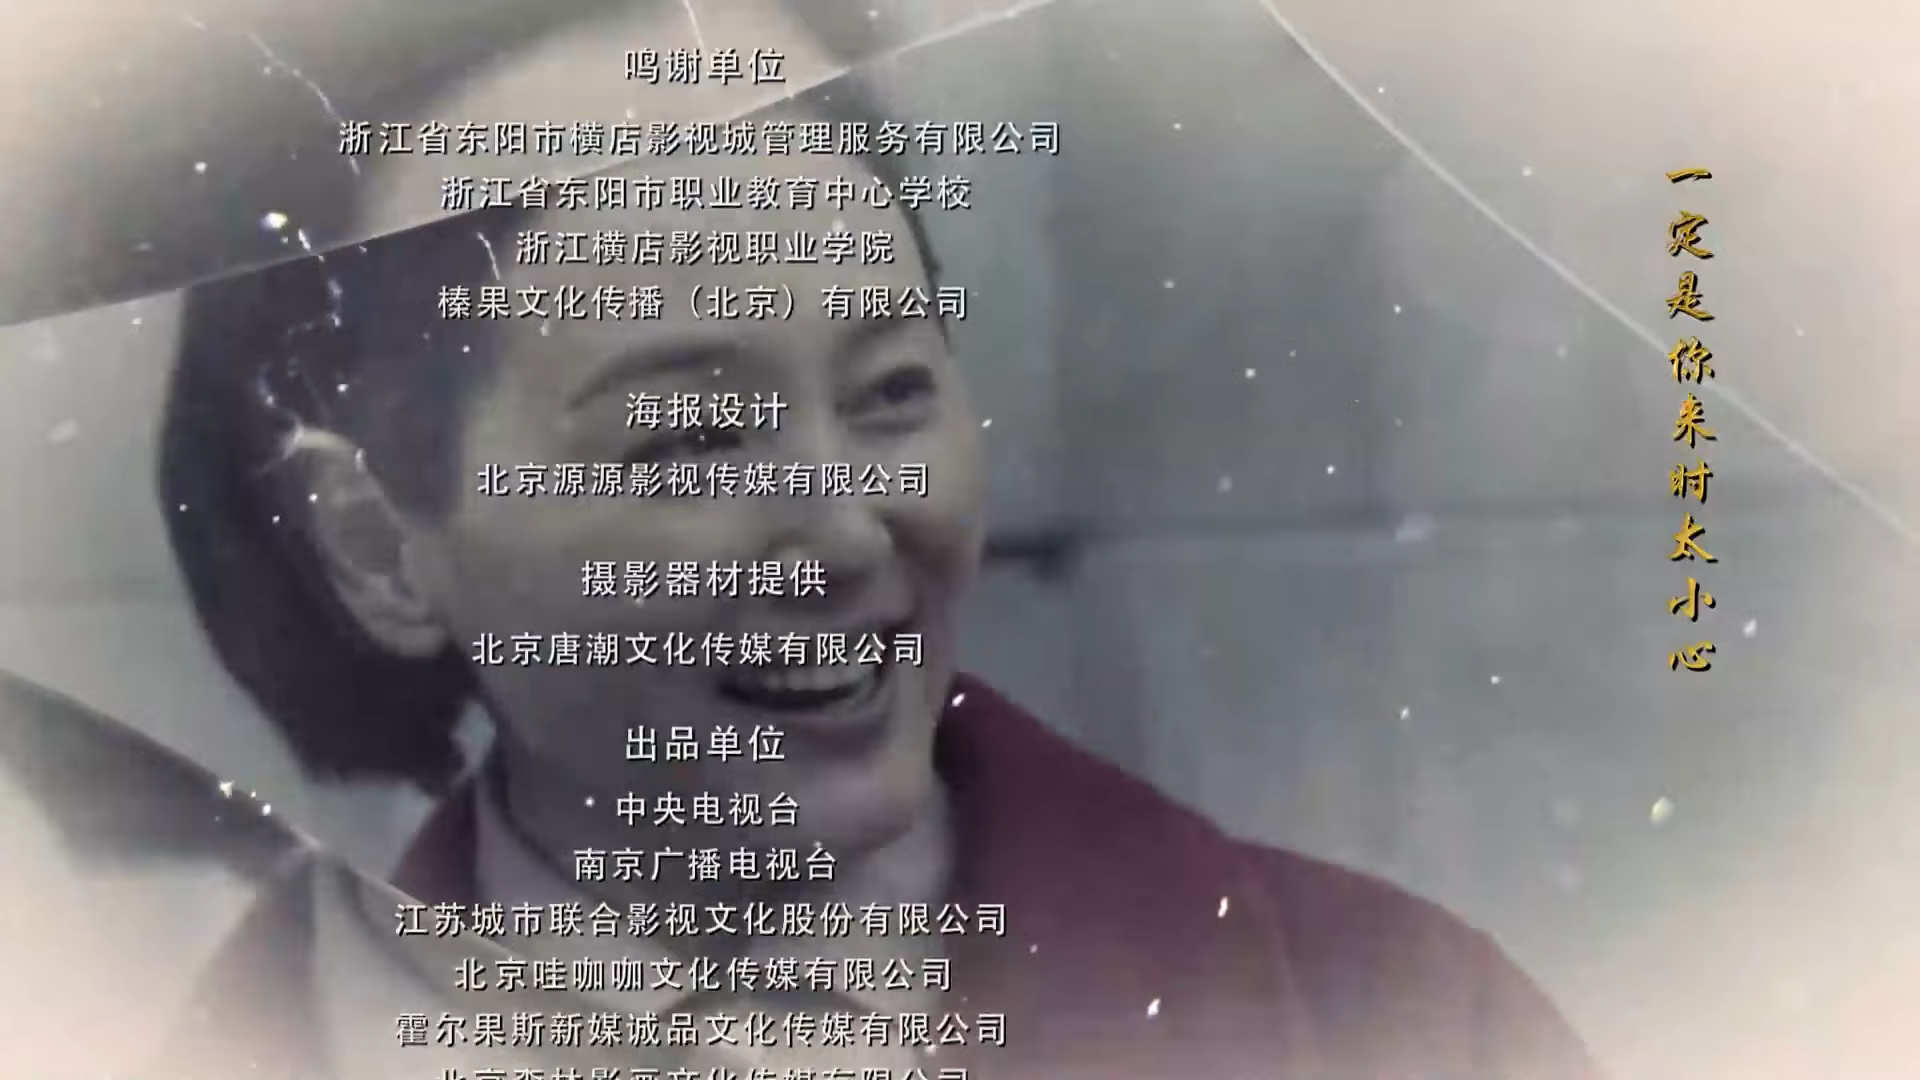 鸣谢单位
浙江省东阳市横店影视城管理服务有限公司
浙江省东阳市职业教育中心学校
浙江横店影视职业学院
榛果文化传播（北京）有限公司
海报设计
北京源源影视传媒有限公司
摄影器材提供
北京唐潮文化传媒有限公司
出品单位
中央电视台
南京广播电视台
江苏城市联合影视文化股份有限公司
北京哇咖咖文化传媒有限公司
霍尔果斯新媒诚品文化传媒有限公司
一定是你来时太小心